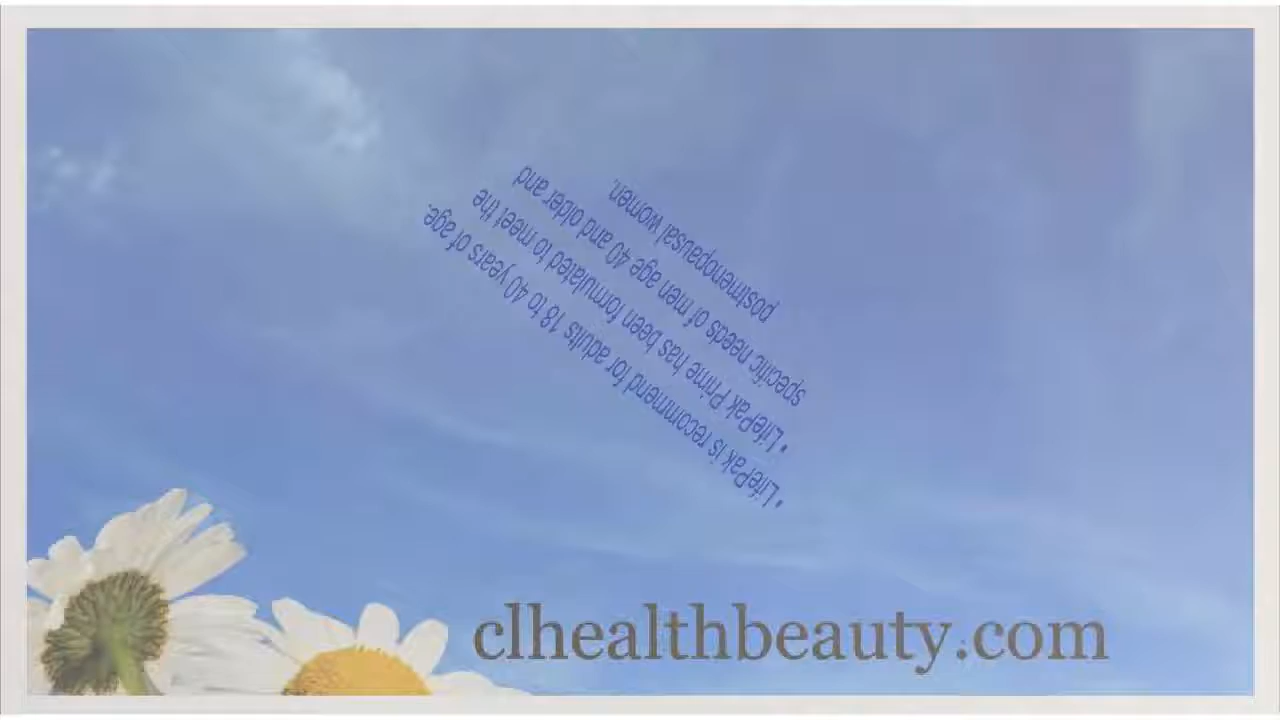 • LifePak is recommend for adults 18 to 40 years of age.
• LifePak Prime has been formulated to meet the
specific needs of men age 40 and older and
postmenopausal women.
clhealthbeauty.com